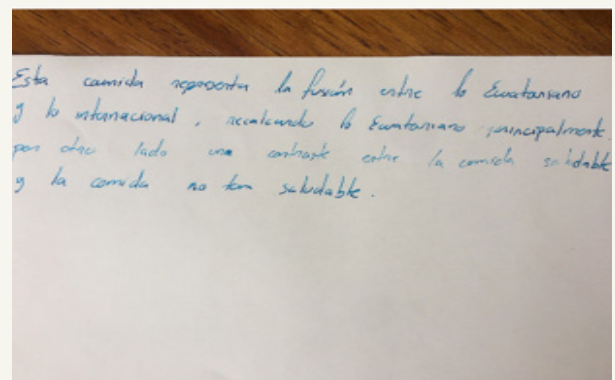 Esta comida representa la fusión entre lo Ecuatoriano
y lo internacional, recalcando lo Ecuatoriano principalmente.
por otro lado una contraste entre la comida saludable
y la comida no tan saludable.